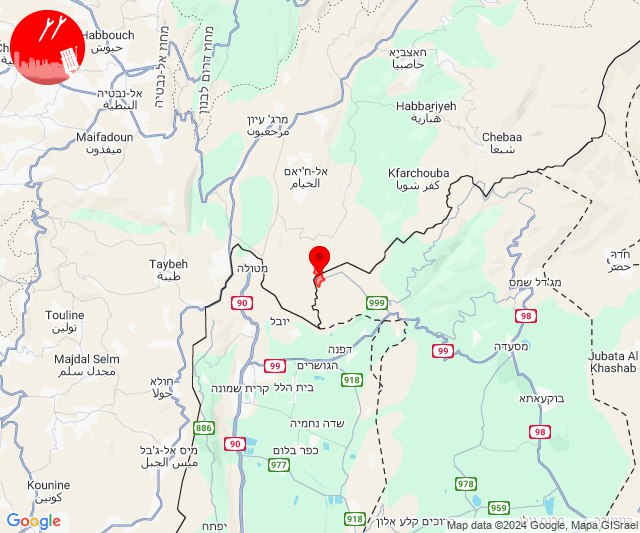 Habbouch
حبوش
מחוז אל-נבטיה
מחוז דרום לבנון
חאצביא
حاصبيا
אל-נבטיה
النبطية
Habbariyeh
هبارية
מרג' עיון
مرجعيون
Maifadoun
ميفدون
Chebaa
شبعا
אל-ח'יאם
الخيام
Kfarchouba
كفر شوبا
Taybeh
طيبة
מטולה
חדַר
حضر
מג'דל שמס
90
999
Touline
تولين
יובל
98
דפנה
מסעדה
99
Majdal Selm
مجدل سلم
הגושרים
99
Jubata Al
Khashab
חולא
حولا
קרית שמונה
בית הלל
918
בוקעאתא
886
שדה נחמיה
98
90
מיס אל-ג'בל
ميس الجبل
כפר בלום
977
Kounine
كونين
978
959
יפתח
918
Google
Map data ©2024 Google, Mapa GISrael